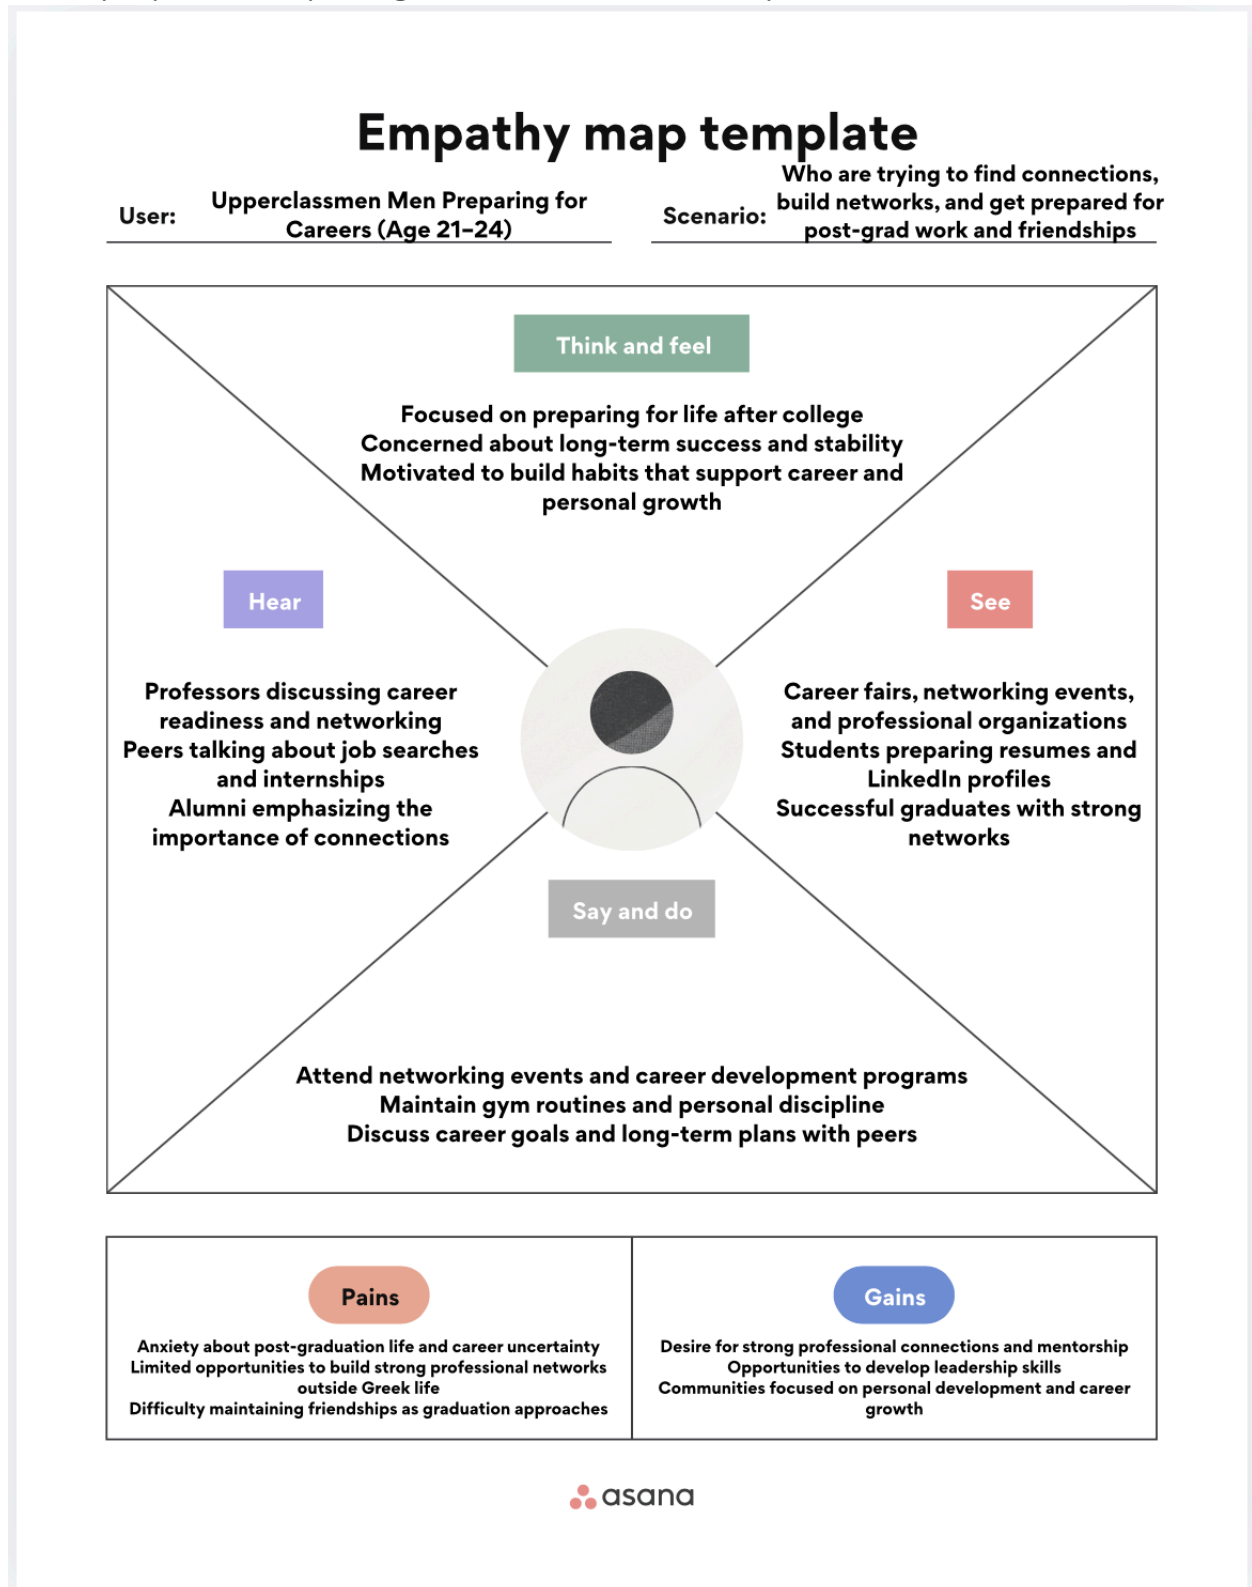 Empathy map template
User:
Upperclassmen Men Preparing for
Careers (Age 21–24)
Scenario:
Who are trying to find connections,
build networks, and get prepared for
post-grad work and friendships
Think and feel
Focused on preparing for life after college
Concerned about long-term success and stability
Motivated to build habits that support career and
personal growth
Hear
Professors discussing career
readiness and networking
Peers talking about job searches
and internships
Alumni emphasizing the
importance of connections
See
Career fairs, networking events,
and professional organizations
Students preparing resumes and
LinkedIn profiles
Successful graduates with strong
networks
Say and do
Attend networking events and career development programs
Maintain gym routines and personal discipline
Discuss career goals and long-term plans with peers
Pains
Anxiety about post-graduation life and career uncertainty
Limited opportunities to build strong professional networks
outside Greek life
Difficulty maintaining friendships as graduation approaches
Gains
Desire for strong professional connections and mentorship
Opportunities to develop leadership skills
Communities focused on personal development and career
growth
asana